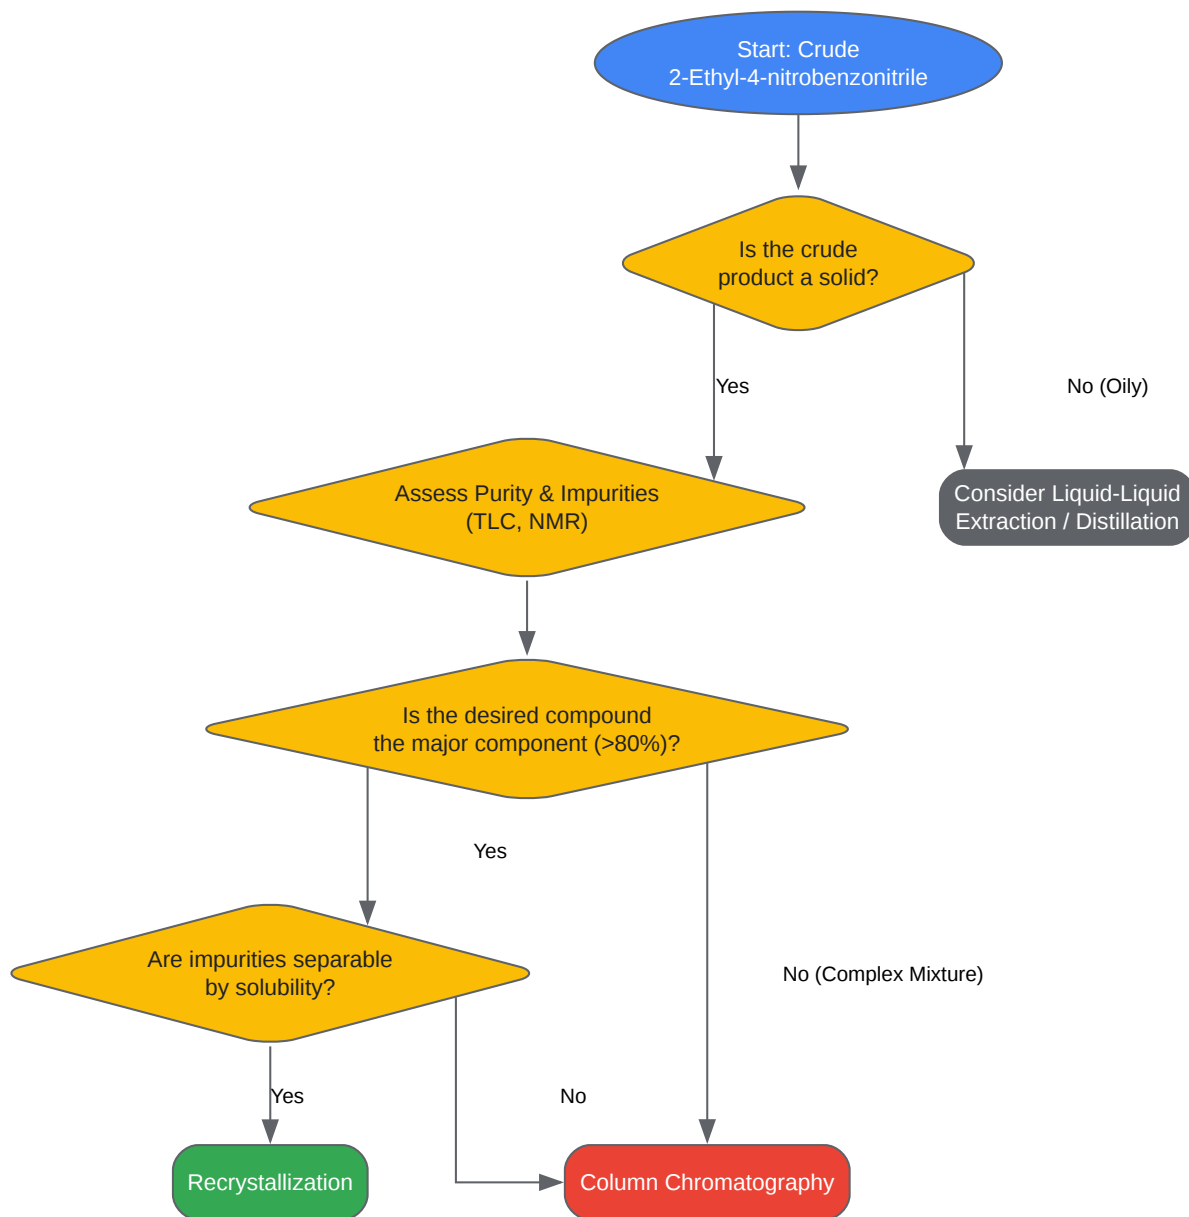 Start: Crude
2-Ethyl-4-nitrobenzonitrile
Is the crude
product a solid?
Yes
No (Oily)
Assess Purity & Impurities
(TLC, NMR)
Consider Liquid-Liquid
Extraction / Distillation
Is the desired compound
the major component (>80%)?
Yes
No (Complex Mixture)
Are impurities separable
by solubility?
Yes
No
Recrystallization
Column Chromatography